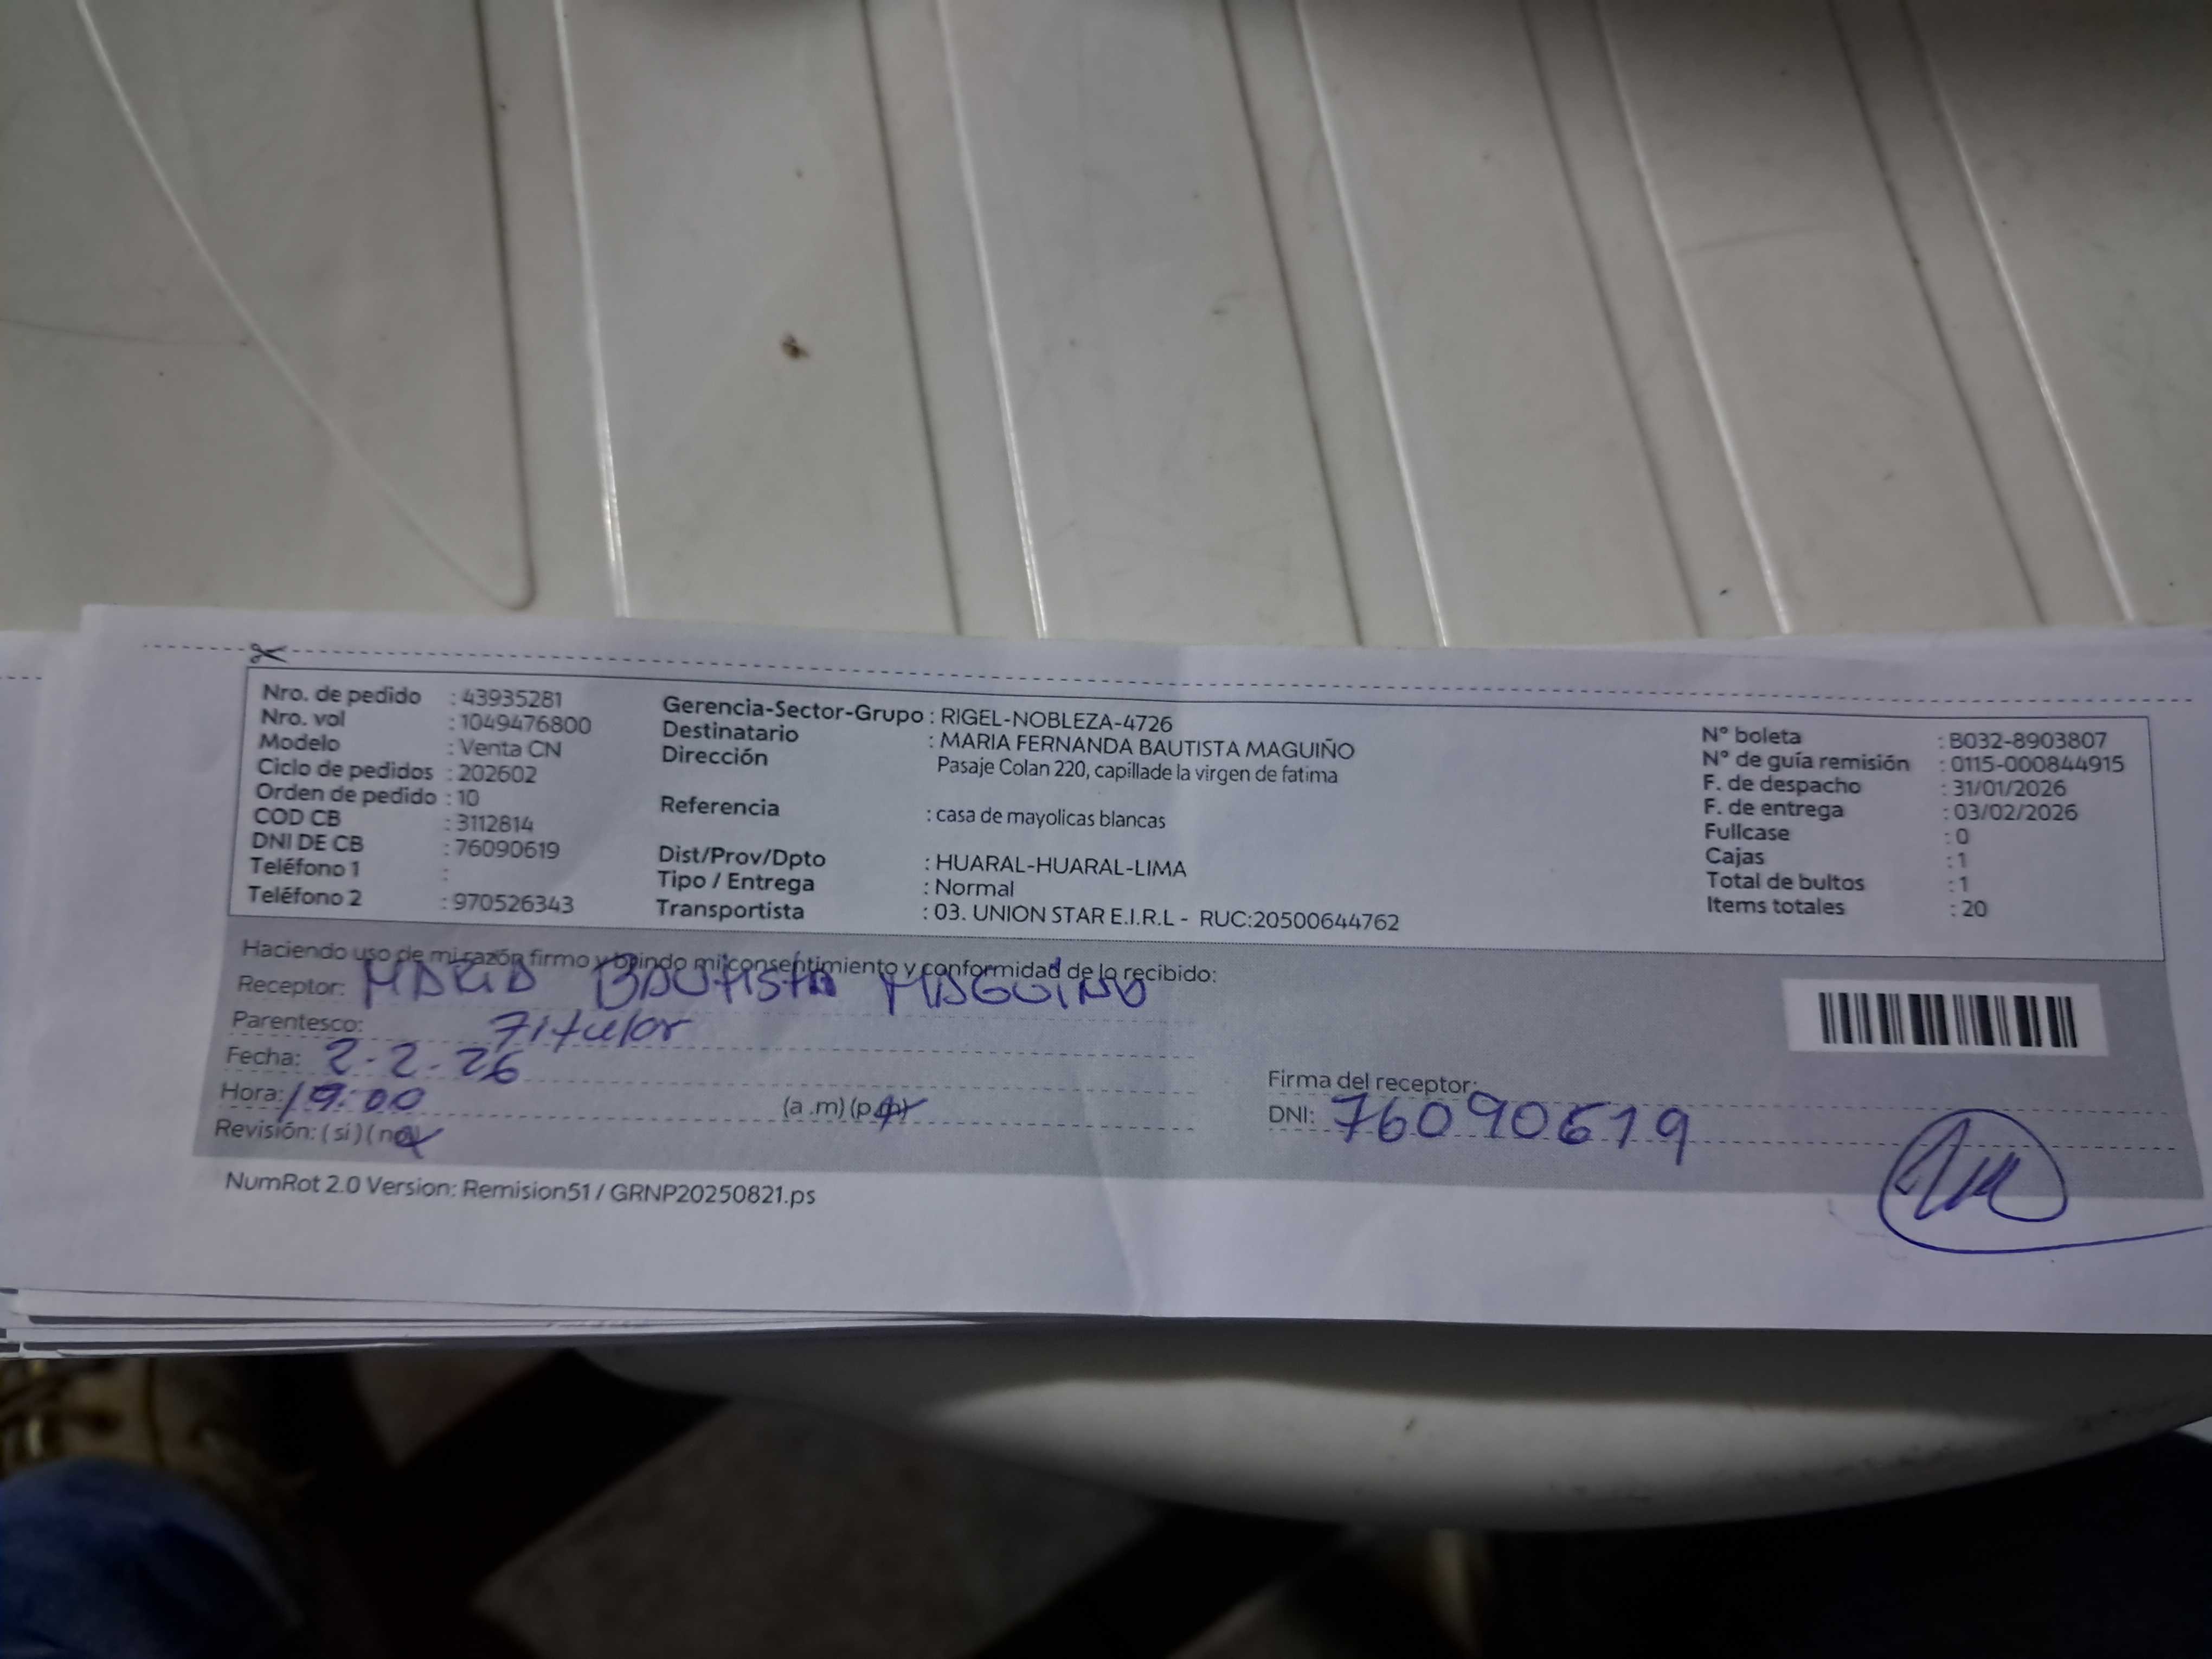 Nro. de pedido : 43935281
Nro. vol : 1049476800
Modelo : Venta CN
Ciclo de pedidos : 202602
Orden de pedido : 10
COD CB : 3112814
DNI DE CB : 76090619
Teléfono 1 :
Teléfono 2 : 970526343
Gerencia-Sector-Grupo : RIGEL-NOBLEZA-4726
Destinatario : MARIA FERNANDA BAUTISTA MAGUIÑO
Dirección Pasaje Colan 220, capillade la virgen de fatima
Referencia : casa de mayolicas blancas
Dist/Prov/Dpto : HUARAL-HUARAL-LIMA
Tipo / Entrega : Normal
Transportista : 03. UNION STAR E.I.R.L - RUC:20500644762
N° boleta : B032-8903807
N° de guía remisión : 0115-000844915
F. de despacho : 31/01/2026
F. de entrega : 03/02/2026
Fullcase : 0
Cajas : 1
Total de bultos : 1
Items totales : 20
Haciendo uso de mi razón firmo y brindo mi consentimiento y conformidad de lo recibido:
Receptor: MARIA BAUTISTA MAGUIÑO
Parentesco: Titular
Fecha: 2-2-26
Hora: 19:00 (a .m) (p.m)
Revisión: ( si ) ( no )
Firma del receptor:
DNI: 76090619
NumRot 2.0 Version: Remision51 / GRNP20250821.ps